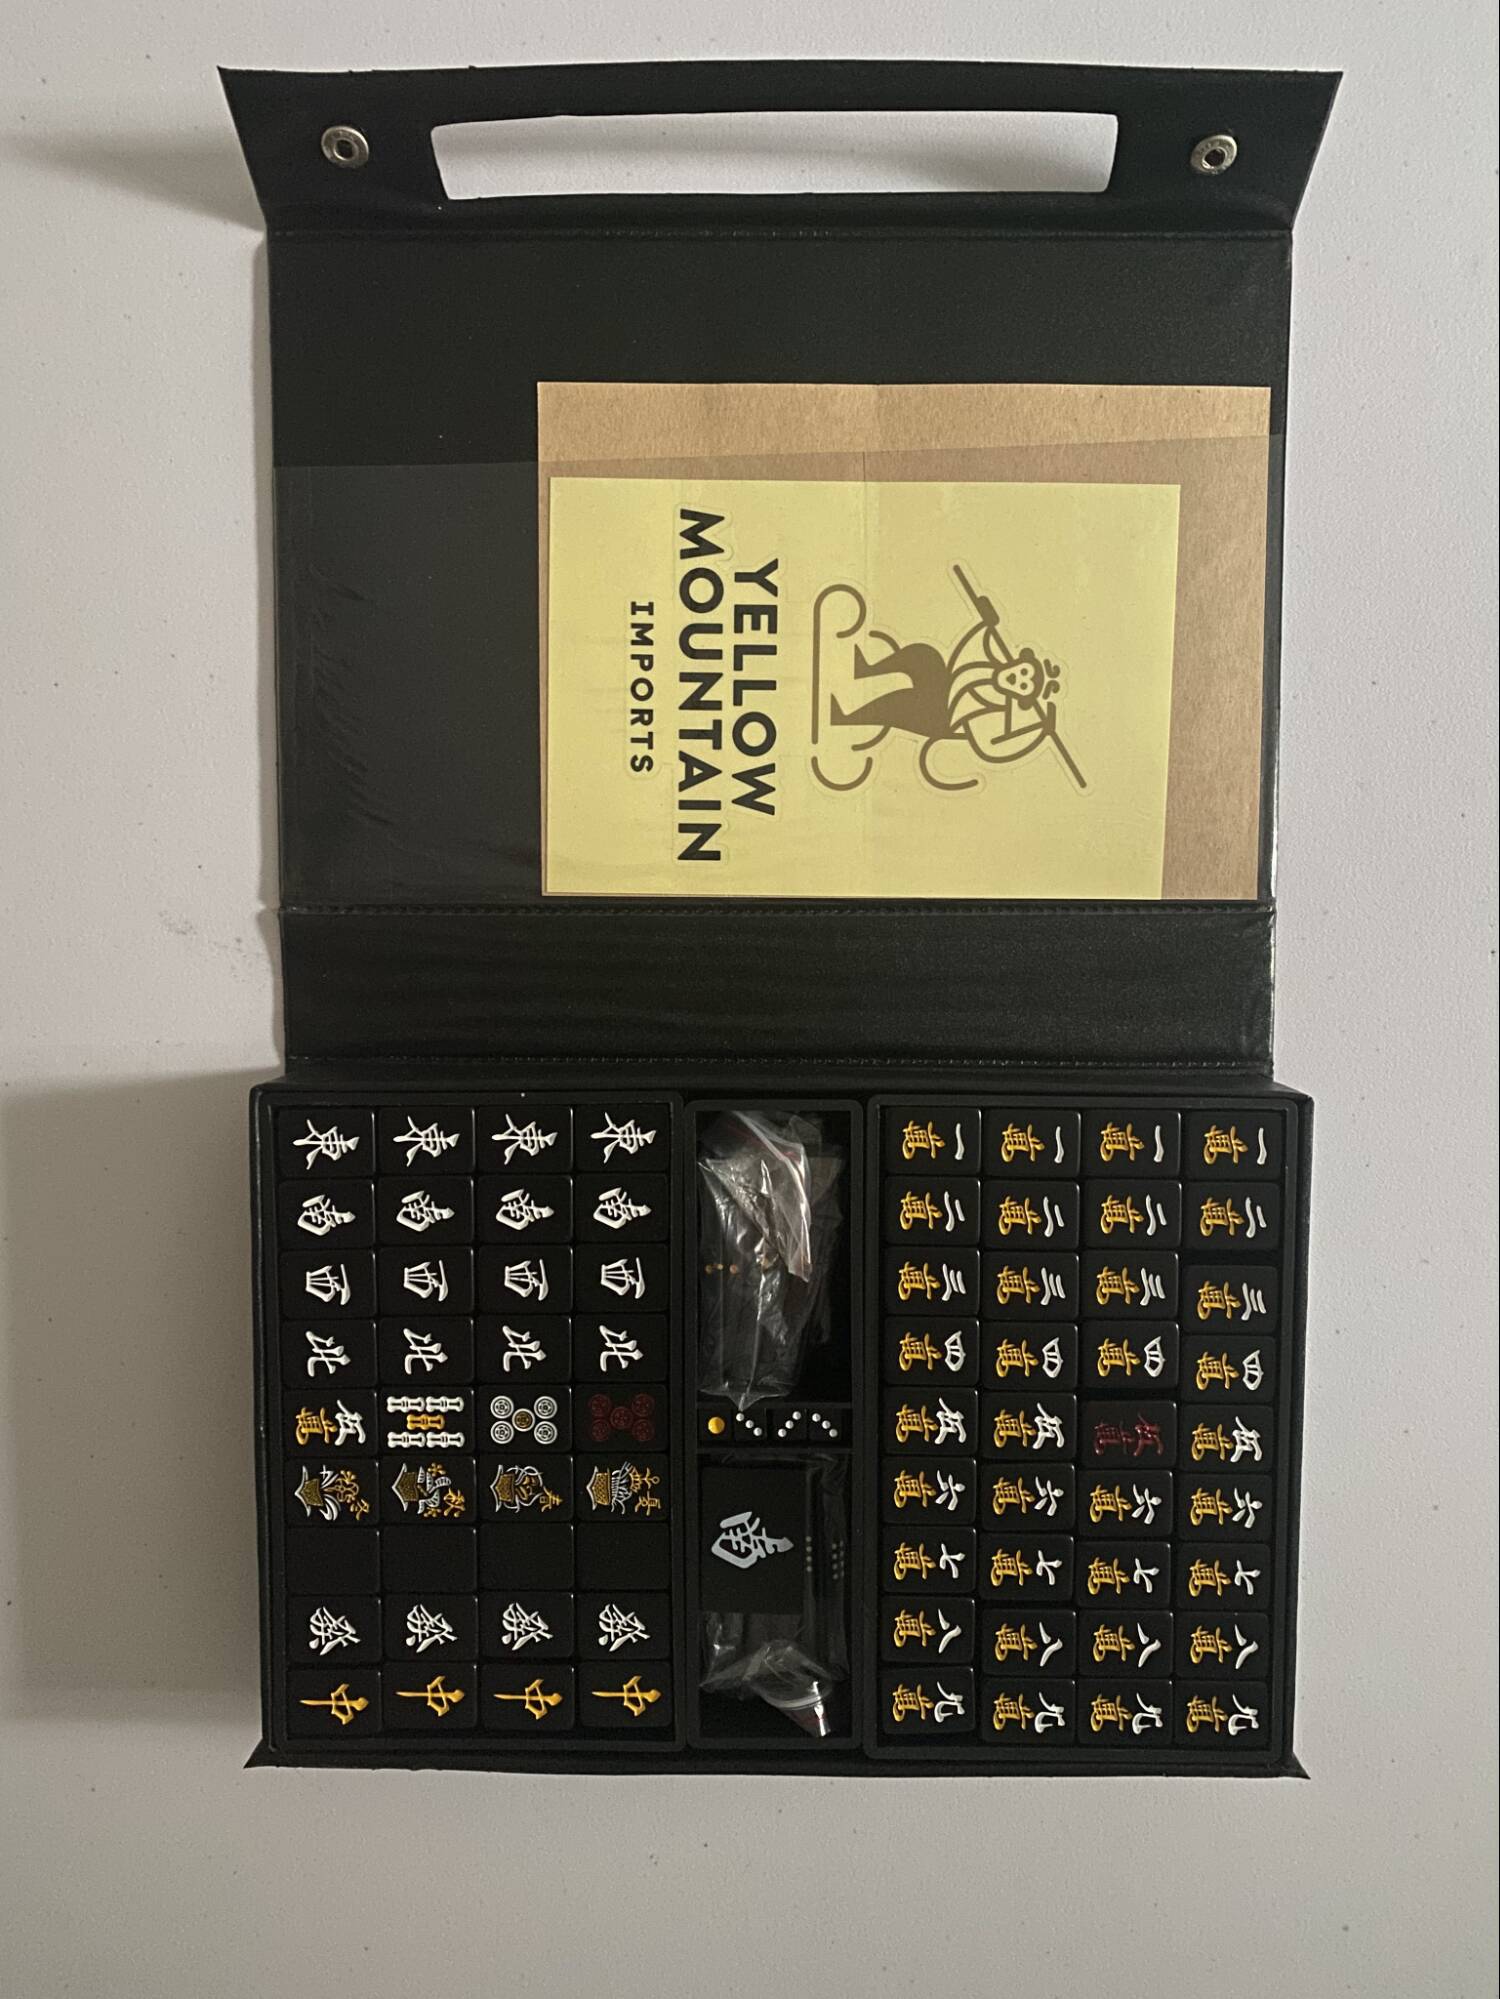 YELLOW
MOUNTAIN
IMPORTS
一萬 二萬 三萬 四萬 伍萬 六萬 七萬 八萬 九萬
一萬 二萬 三萬 四萬 伍萬 六萬 七萬 八萬 九萬
一萬 二萬 三萬 四萬 伍萬 六萬 七萬 八萬 九萬
一萬 二萬 三萬 四萬 伍萬 六萬 七萬 八萬 九萬
南
東 南 西 北 夏 發 中
東 南 西 北 春 發 中
東 南 西 北 秋 發 中
東 南 西 北 伍萬 冬 發 中